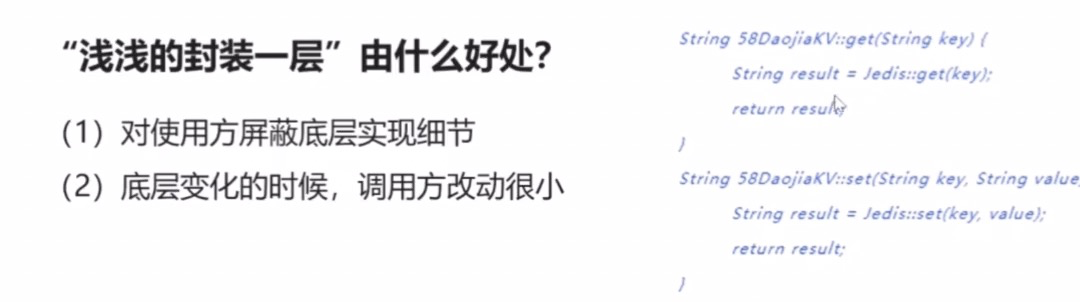 “浅浅的封装一层”由什么好处？
（1）对使用方屏蔽底层实现细节
（2）底层变化的时候，调用方改动很小
String 58DaojiaKV::get(String key) {
String result = Jedis::get(key);
return result;
}
String 58DaojiaKV::set(String key, String value
String result = Jedis::set(key, value);
return result;
}